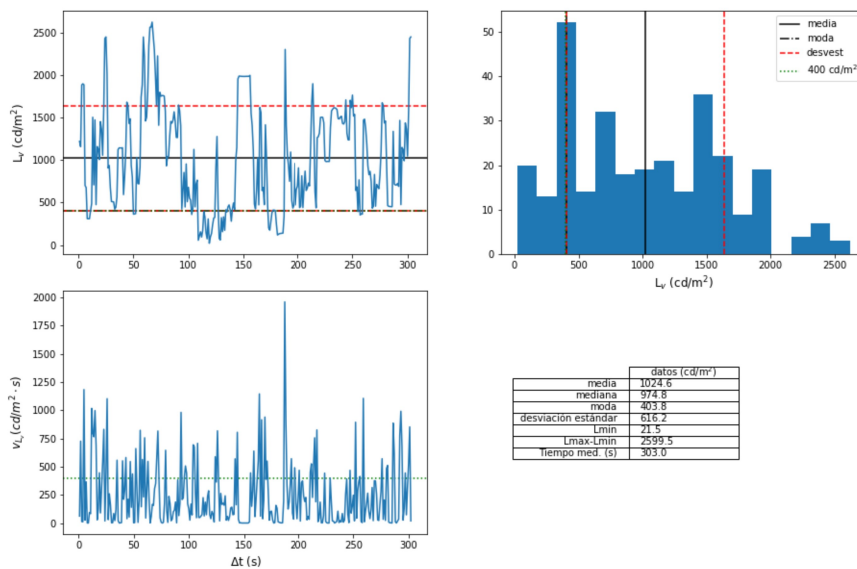 2500
2000
1500
1000
500
0
L_v (cd/m²)
0 50 100 150 200 250 300
50
40
30
20
10
0
media
moda
desvest
400 cd/m²
0 500 1000 1500 2000 2500
L_v (cd/m²)
2000
1750
1500
1250
1000
750
500
250
0
v_{L_v}(cd/m² · s)
0 50 100 150 200 250 300
Δt (s)
datos (cd/m²)
media 1024.6
mediana 974.8
moda 403.8
desviación estándar 616.2
Lmin 21.5
Lmax-Lmin 2599.5
Tiempo med. (s) 303.0